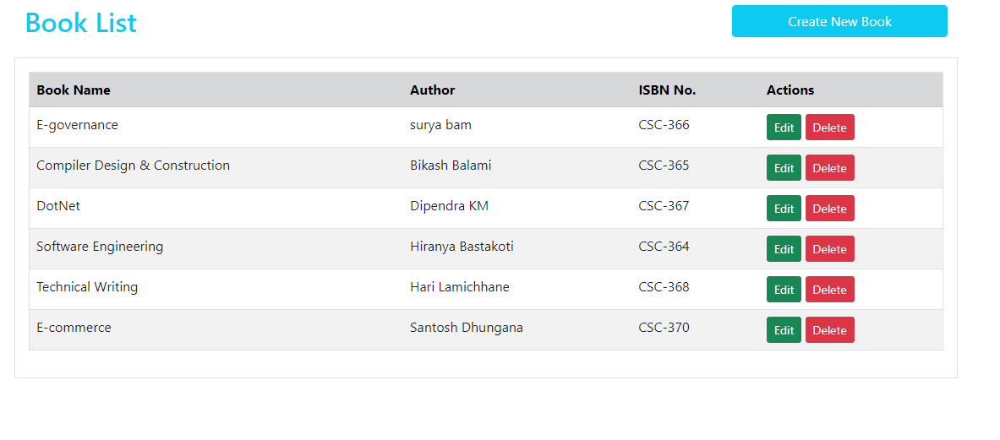 Book List
Create New Book
Book Name Author ISBN No. Actions
E-governance surya bam CSC-366 Edit Delete
Compiler Design & Construction Bikash Balami CSC-365 Edit Delete
DotNet Dipendra KM CSC-367 Edit Delete
Software Engineering Hiranya Bastakoti CSC-364 Edit Delete
Technical Writing Hari Lamichhane CSC-368 Edit Delete
E-commerce Santosh Dhungana CSC-370 Edit Delete